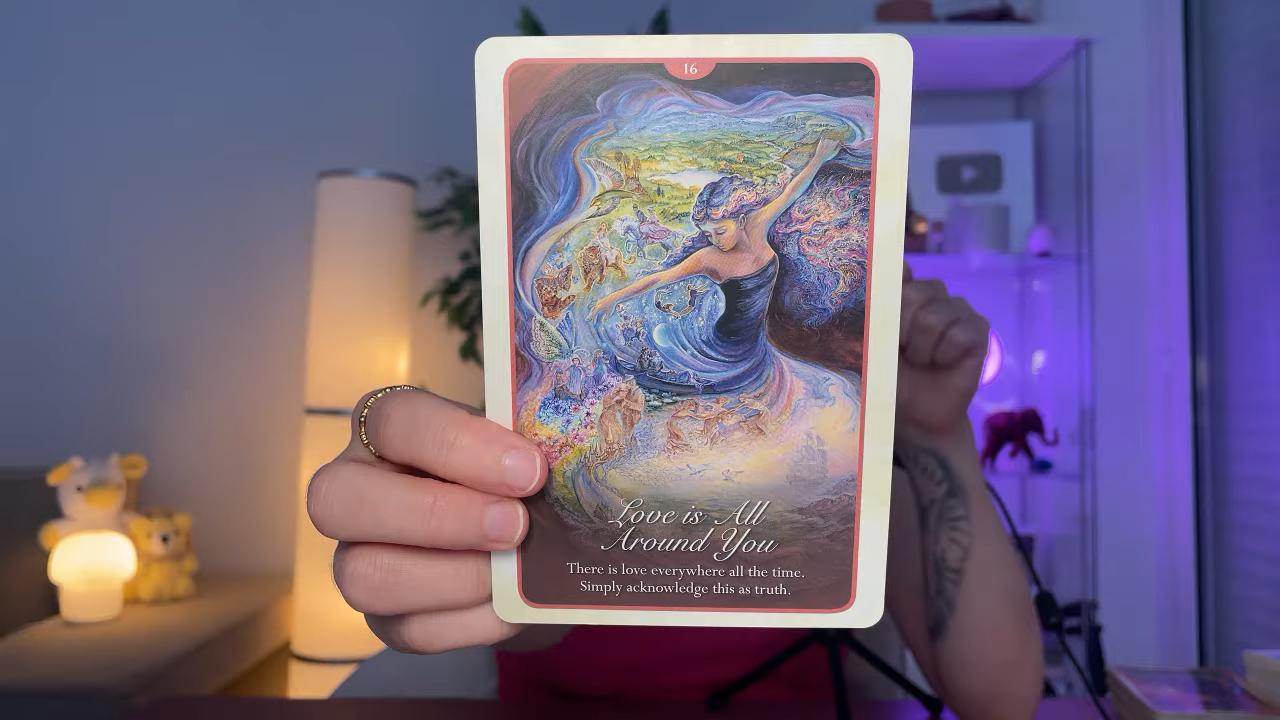 16
Love is All
Around You
There is love everywhere all the time.
Simply acknowledge this as truth.